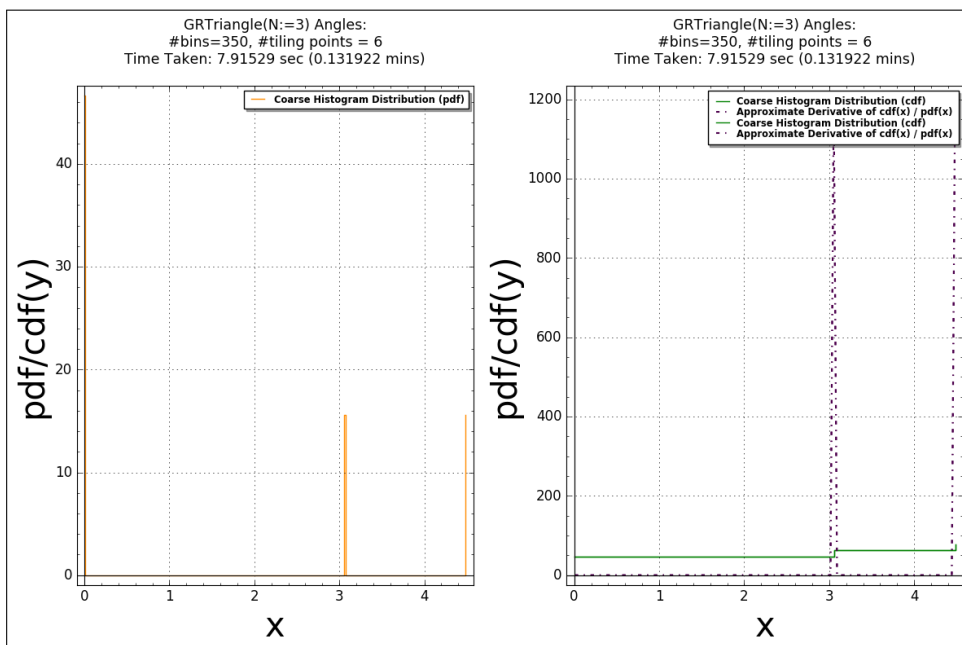 GRTriangle(N:=3) Angles:
#bins=350, #tiling points = 6
Time Taken: 7.91529 sec (0.131922 mins)
Coarse Histogram Distribution (pdf)
pdf/cdf(y)
40
30
20
10
0
0
1
2
3
4
x
GRTriangle(N:=3) Angles:
#bins=350, #tiling points = 6
Time Taken: 7.91529 sec (0.131922 mins)
Coarse Histogram Distribution (cdf)
Approximate Derivative of cdf(x) / pdf(x)
Coarse Histogram Distribution (cdf)
Approximate Derivative of cdf(x) / pdf(x)
pdf/cdf(y)
1200
1000
800
600
400
200
0
0
1
2
3
4
x